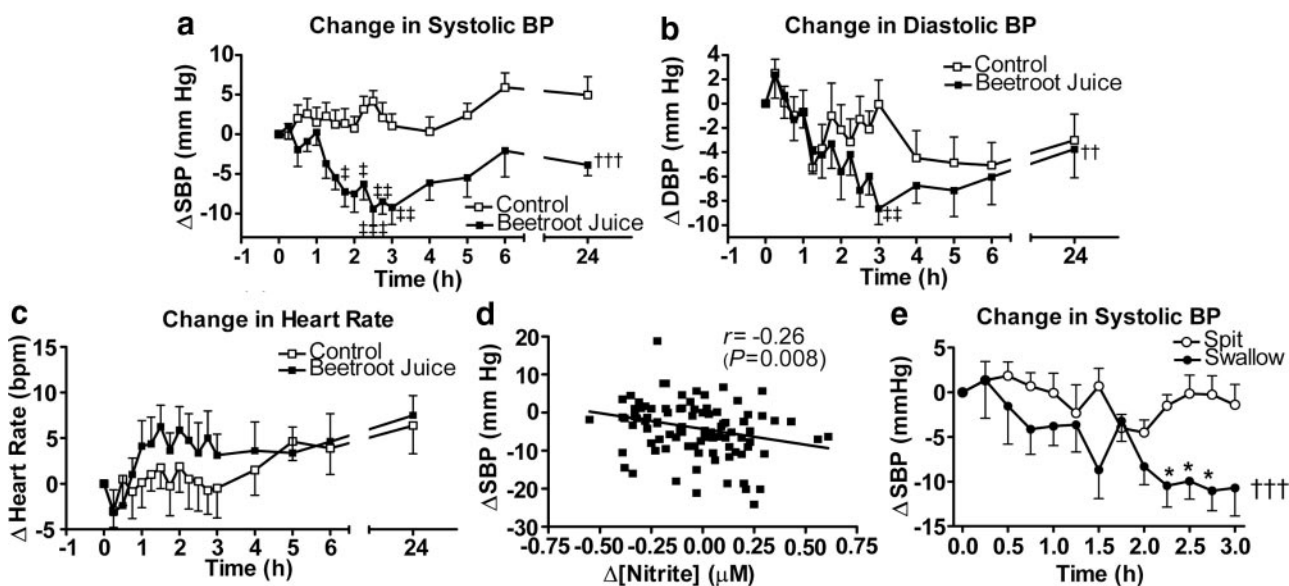 a
Change in Systolic BP
Δ SBP (mm Hg)
10
5
0
-5
-10
Control
Beetroot Juice
‡
‡
‡‡
‡‡‡
‡‡
†††
-1 0 1 2 3 4 5 6 24
Time (h)
b
Change in Diastolic BP
Δ DBP (mm Hg)
4
2
0
-2
-4
-6
-8
-10
Control
Beetroot Juice
‡‡
††
-1 0 1 2 3 4 5 6 24
Time (h)
c
Change in Heart Rate
Δ Heart Rate (bpm)
15
10
5
0
-5
Control
Beetroot Juice
-1 0 1 2 3 4 5 6 24
Time (h)
d
ΔSBP (mm Hg)
30
20
10
0
-10
-20
-30
r= -0.26
(P=0.008)
-0.75 -0.50 -0.25 0.00 0.25 0.50 0.75
Δ[Nitrite] (μM)
e
Change in Systolic BP
ΔSBP (mmHg)
5
0
-5
-10
-15
Spit
Swallow
* * *
†††
0.0 0.5 1.0 1.5 2.0 2.5 3.0
Time (h)